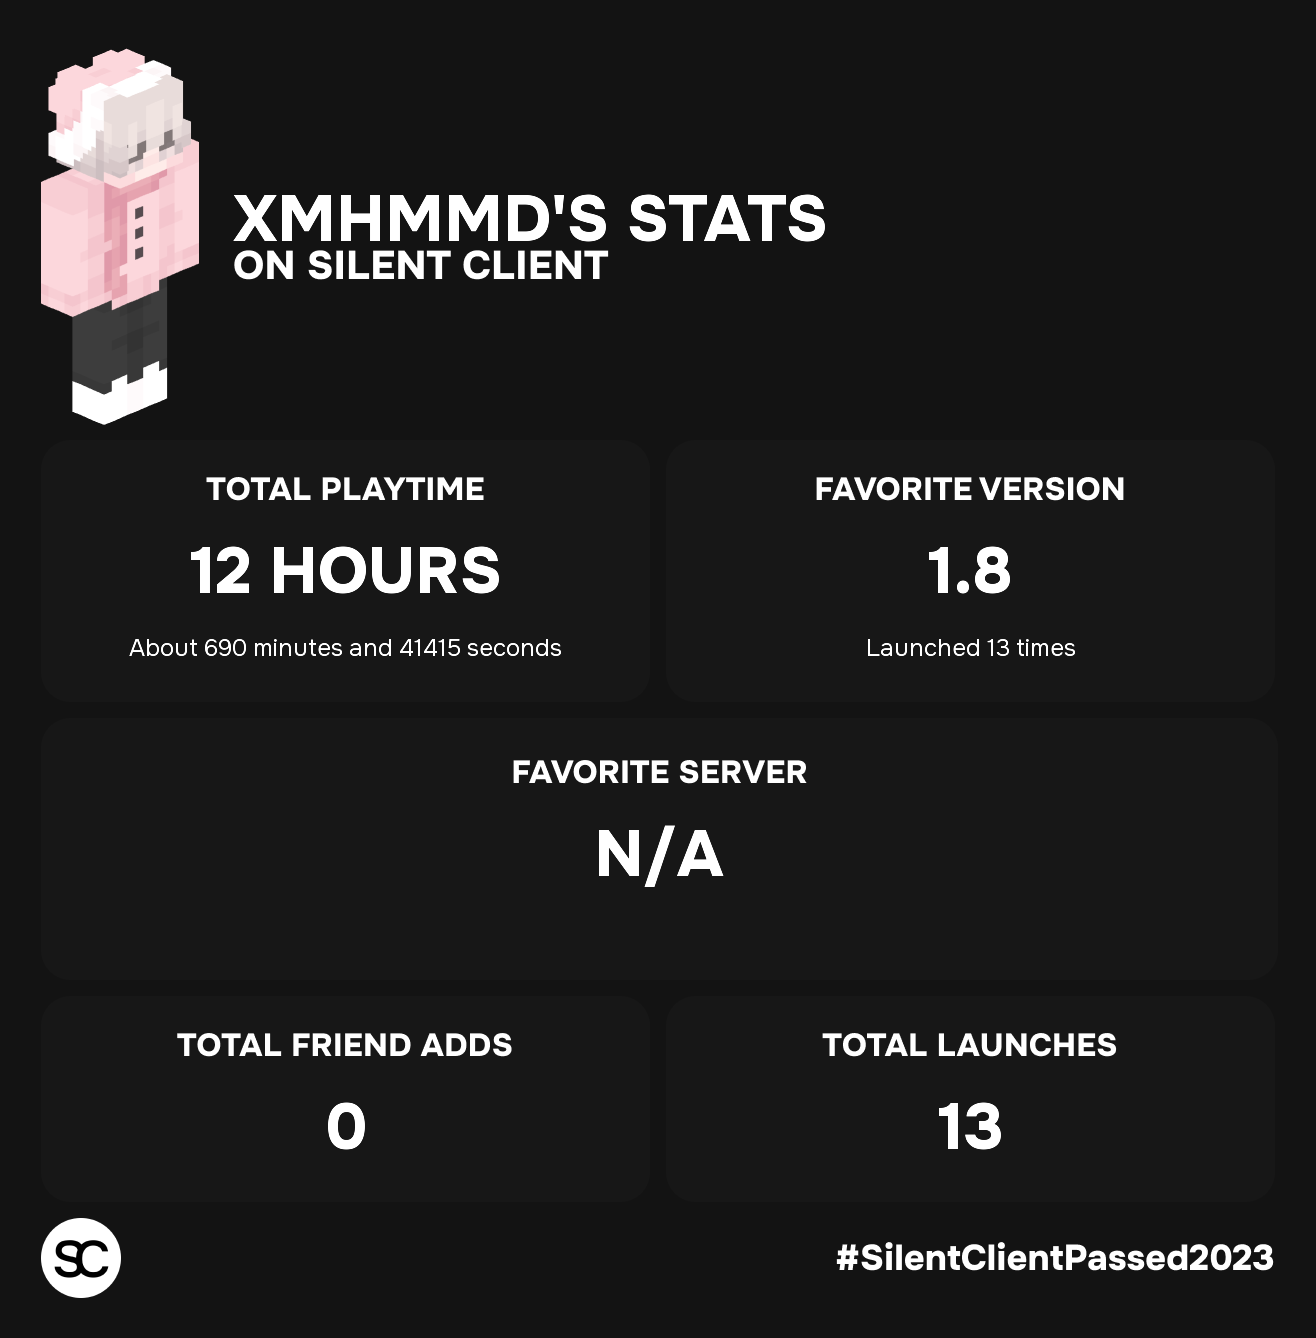 XMHMMD'S STATS
ON SILENT CLIENT
TOTAL PLAYTIME
12 HOURS
About 690 minutes and 41415 seconds
FAVORITE VERSION
1.8
Launched 13 times
FAVORITE SERVER
N/A
TOTAL FRIEND ADDS
0
TOTAL LAUNCHES
13
SC
#SilentClientPassed2023